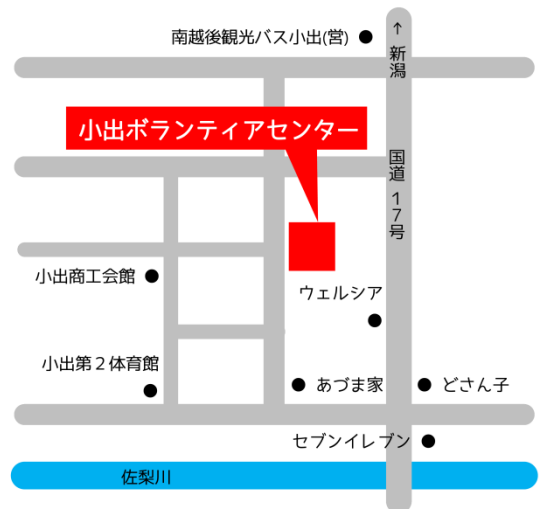 南越後観光バス小出(営)
↑新潟
小出ボランティアセンター
国道17号
小出商工会館
ウェルシア
小出第2体育館
あづま家
どさん子
セブンイレブン
佐梨川